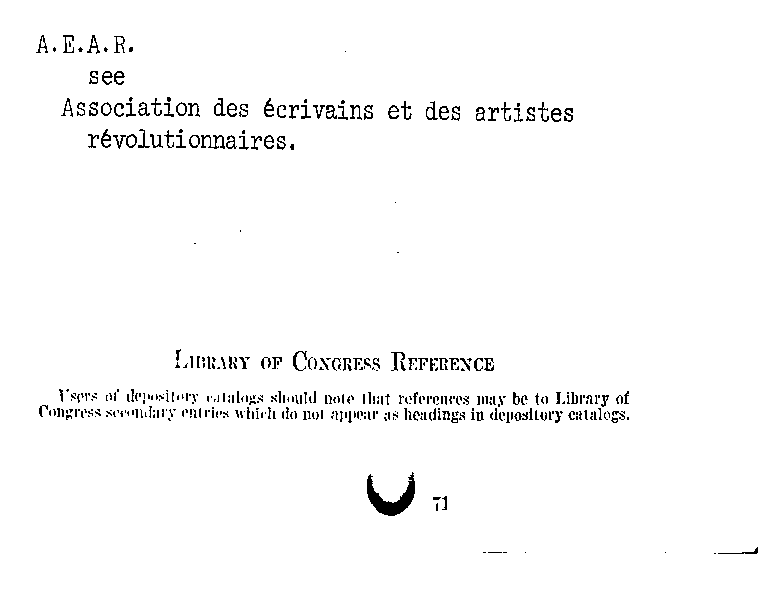 A.E.A.R.
see
Association des écrivains et des artistes
révolutionnaires.
LIBRARY OF CONGRESS REFERENCE
Users of depository catalogs should note that references may be to Library of
Congress secondary entries which do not appear as headings in depository catalogs.
71